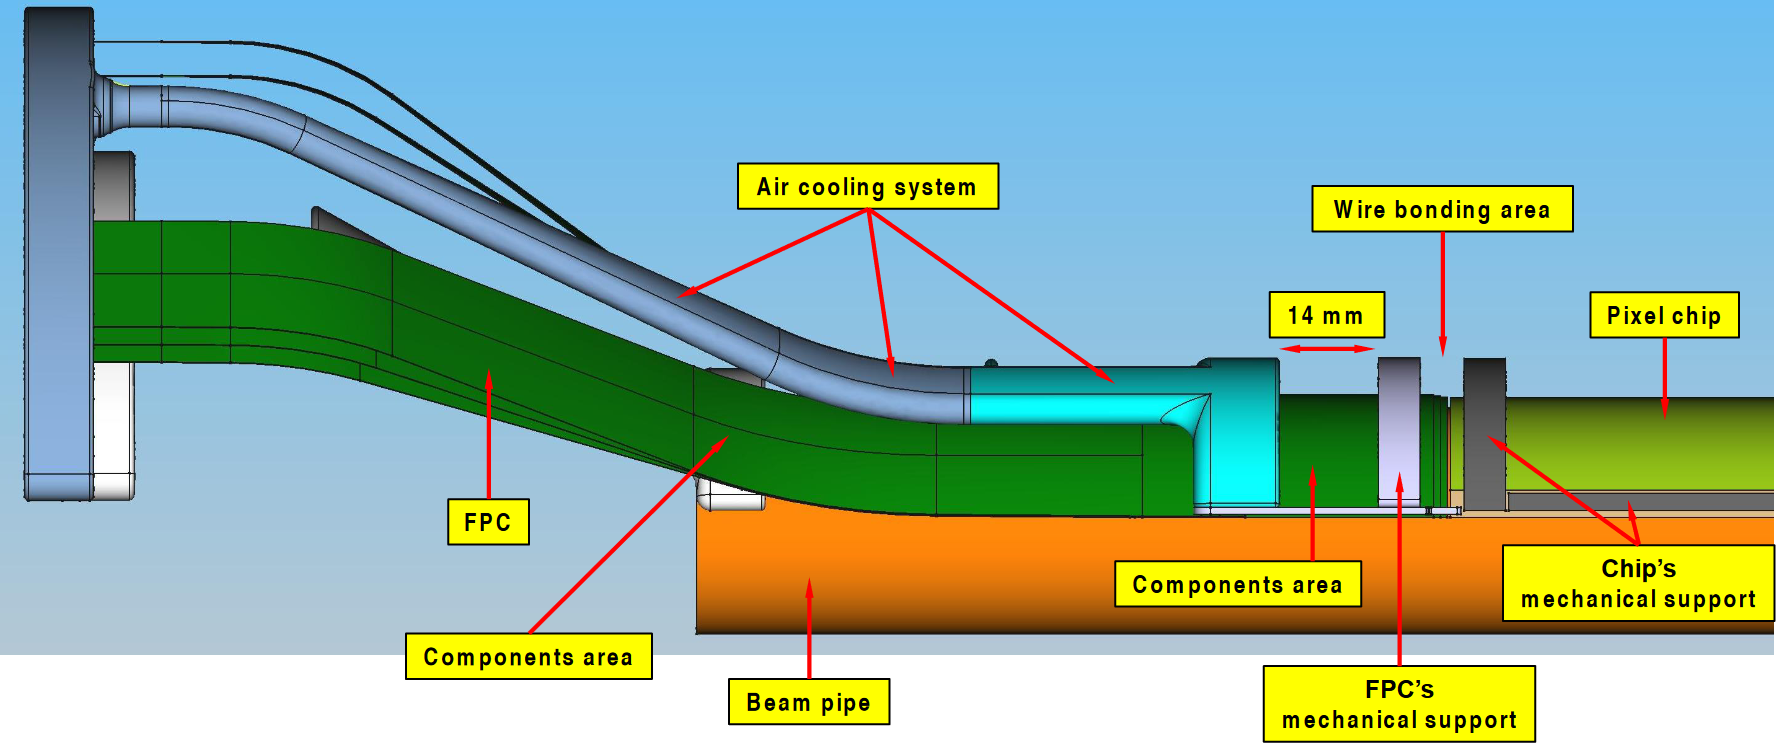 Air cooling system
Wire bonding area
14 mm
Pixel chip
FPC
Components area
Chip’s
mechanical support
Components area
Beam pipe
FPC’s
mechanical support